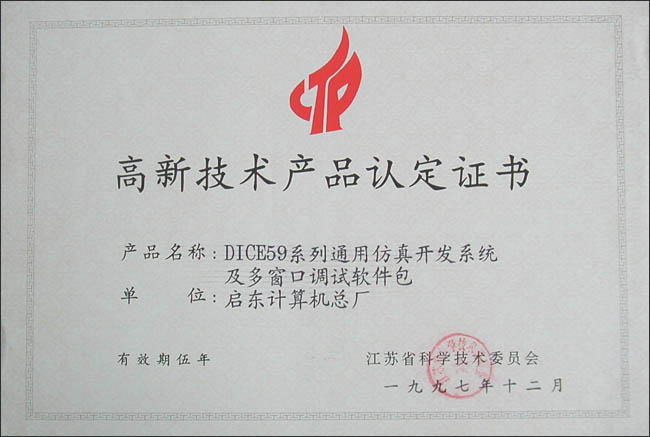 CTP
高新技术产品认定证书
产品名称：DICE59系列通用仿真开发系统
及多窗口调试软件包
单 位：启东计算机总厂
有效期伍年
江苏省科学技术委员会
一九九七年十二月